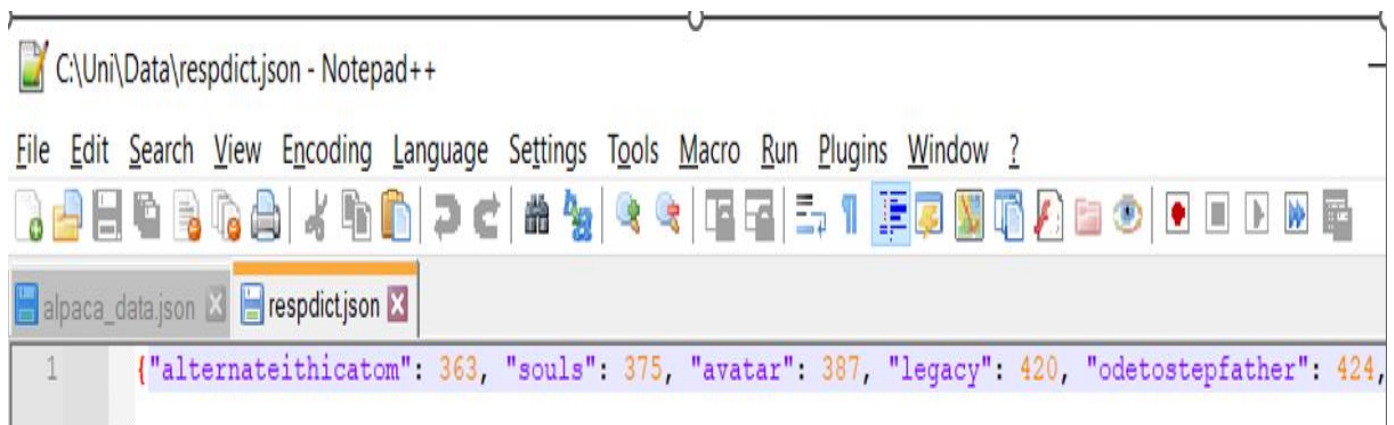 C:\Uni\Data\respdict.json - Notepad++
File Edit Search View Encoding Language Settings Tools Macro Run Plugins Window ?
alpaca_data.json respdict.json
1 {"alternateithicatom": 363, "souls": 375, "avatar": 387, "legacy": 420, "odetostepfather": 424,